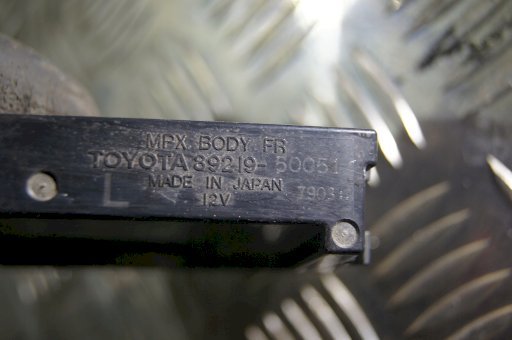 MPX BODY FR
TOYOTA 89219-50051
MADE IN JAPAN
12V
L